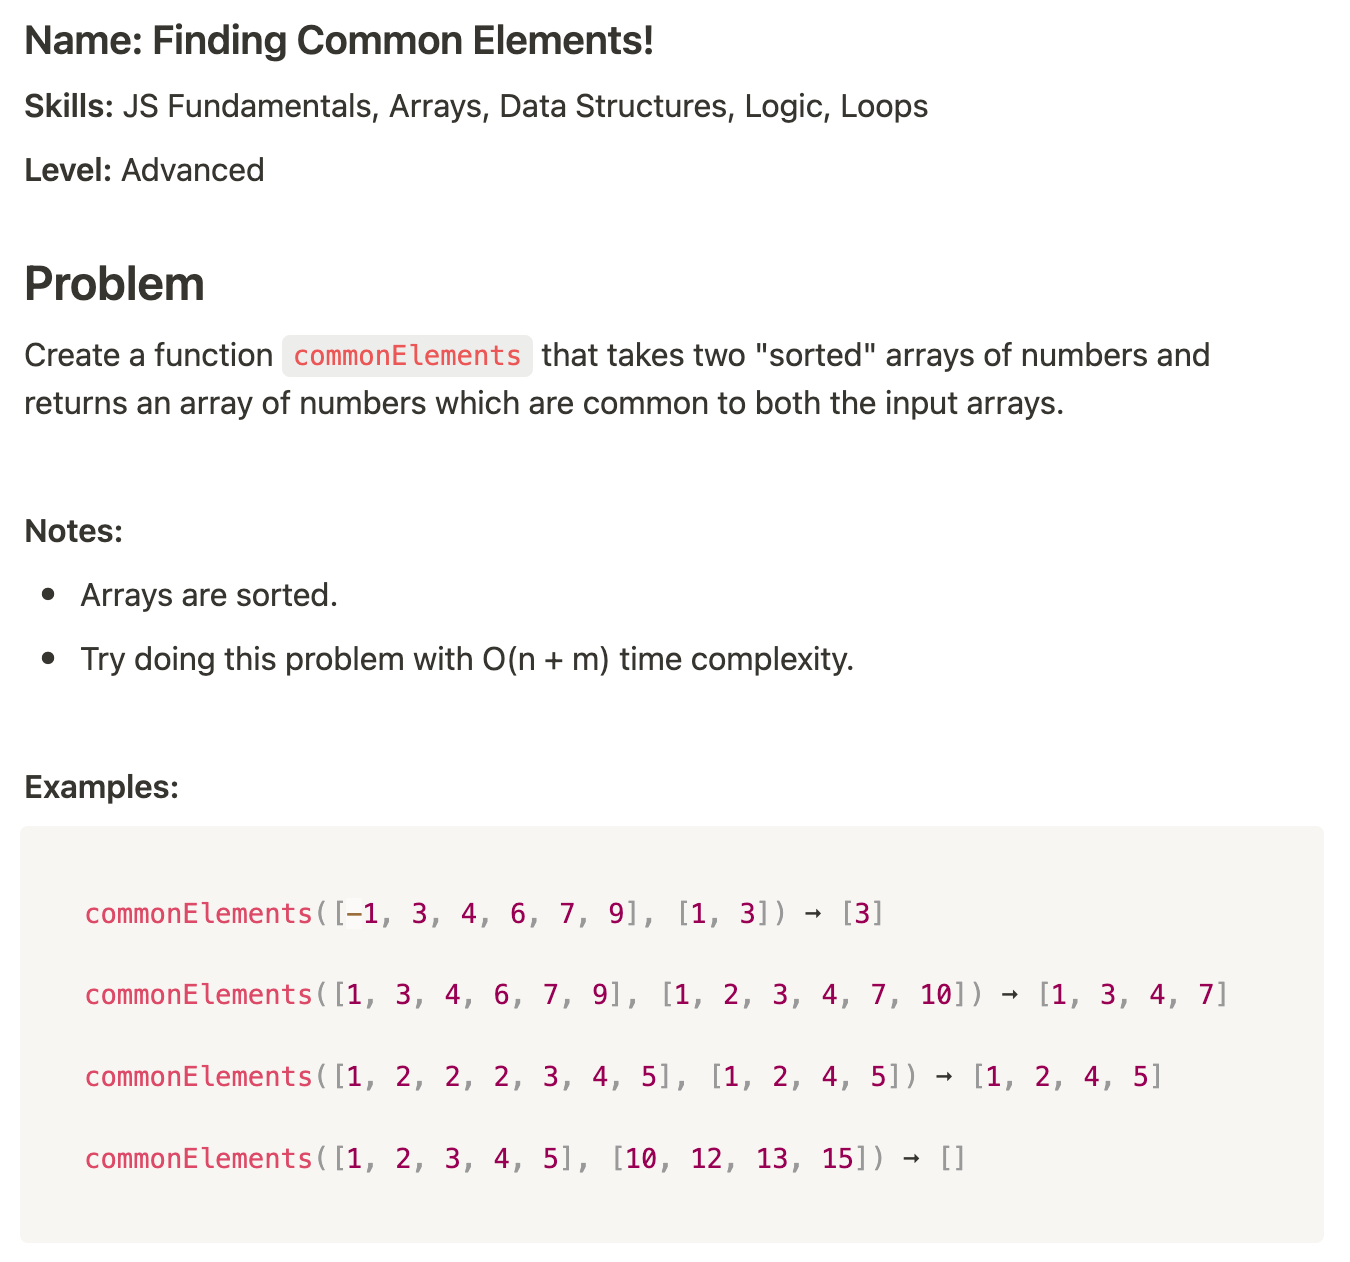 Name: Finding Common Elements!
Skills: JS Fundamentals, Arrays, Data Structures, Logic, Loops
Level: Advanced
Problem
Create a function commonElements that takes two "sorted" arrays of numbers and
returns an array of numbers which are common to both the input arrays.
Notes:
• Arrays are sorted.
• Try doing this problem with O(n + m) time complexity.
Examples:
commonElements([-1, 3, 4, 6, 7, 9], [1, 3]) → [3]
commonElements([1, 3, 4, 6, 7, 9], [1, 2, 3, 4, 7, 10]) → [1, 3, 4, 7]
commonElements([1, 2, 2, 2, 3, 4, 5], [1, 2, 4, 5]) → [1, 2, 4, 5]
commonElements([1, 2, 3, 4, 5], [10, 12, 13, 15]) → []